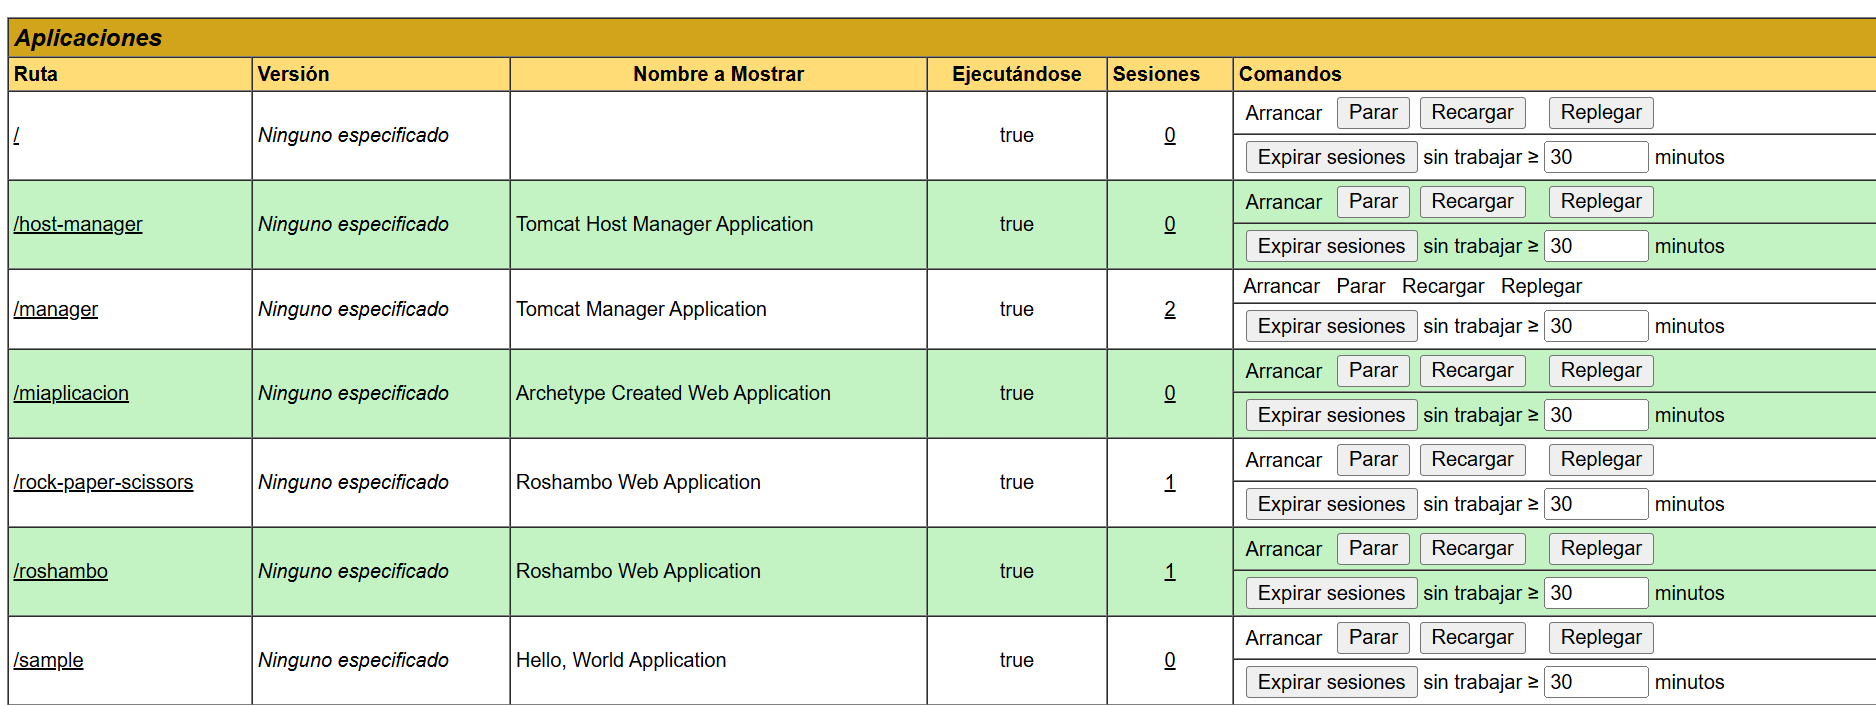 Aplicaciones
Ruta Versión Nombre a Mostrar Ejecutándose Sesiones Comandos
/ Ninguno especificado true 0 Arrancar Parar Recargar Replegar
Expirar sesiones sin trabajar ≥ 30 minutos
/host-manager Ninguno especificado Tomcat Host Manager Application true 0 Arrancar Parar Recargar Replegar
Expirar sesiones sin trabajar ≥ 30 minutos
/manager Ninguno especificado Tomcat Manager Application true 2 Arrancar Parar Recargar Replegar
Expirar sesiones sin trabajar ≥ 30 minutos
/miaplicacion Ninguno especificado Archetype Created Web Application true 0 Arrancar Parar Recargar Replegar
Expirar sesiones sin trabajar ≥ 30 minutos
/rock-paper-scissors Ninguno especificado Roshambo Web Application true 1 Arrancar Parar Recargar Replegar
Expirar sesiones sin trabajar ≥ 30 minutos
/roshambo Ninguno especificado Roshambo Web Application true 1 Arrancar Parar Recargar Replegar
Expirar sesiones sin trabajar ≥ 30 minutos
/sample Ninguno especificado Hello, World Application true 0 Arrancar Parar Recargar Replegar
Expirar sesiones sin trabajar ≥ 30 minutos